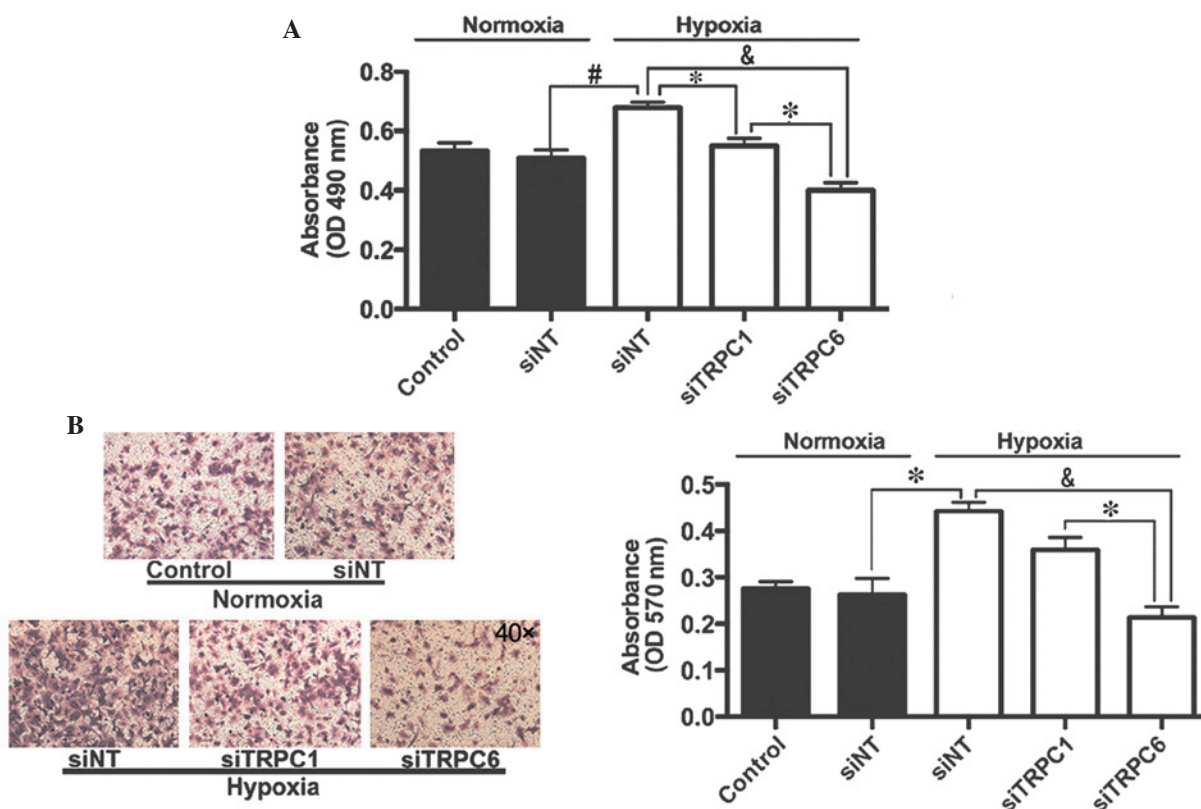 A
Normoxia Hypoxia
&
# *
*
0.8
0.6
0.4
0.2
0.0
Absorbance
(OD 490 nm)
Control siNT siNT siTRPC1 siTRPC6
B
Control siNT
Normoxia
40×
siNT siTRPC1 siTRPC6
Hypoxia
Normoxia Hypoxia
* &
*
0.5
0.4
0.3
0.2
0.1
0.0
Absorbance
(OD 570 nm)
Control siNT siNT siTRPC1 siTRPC6